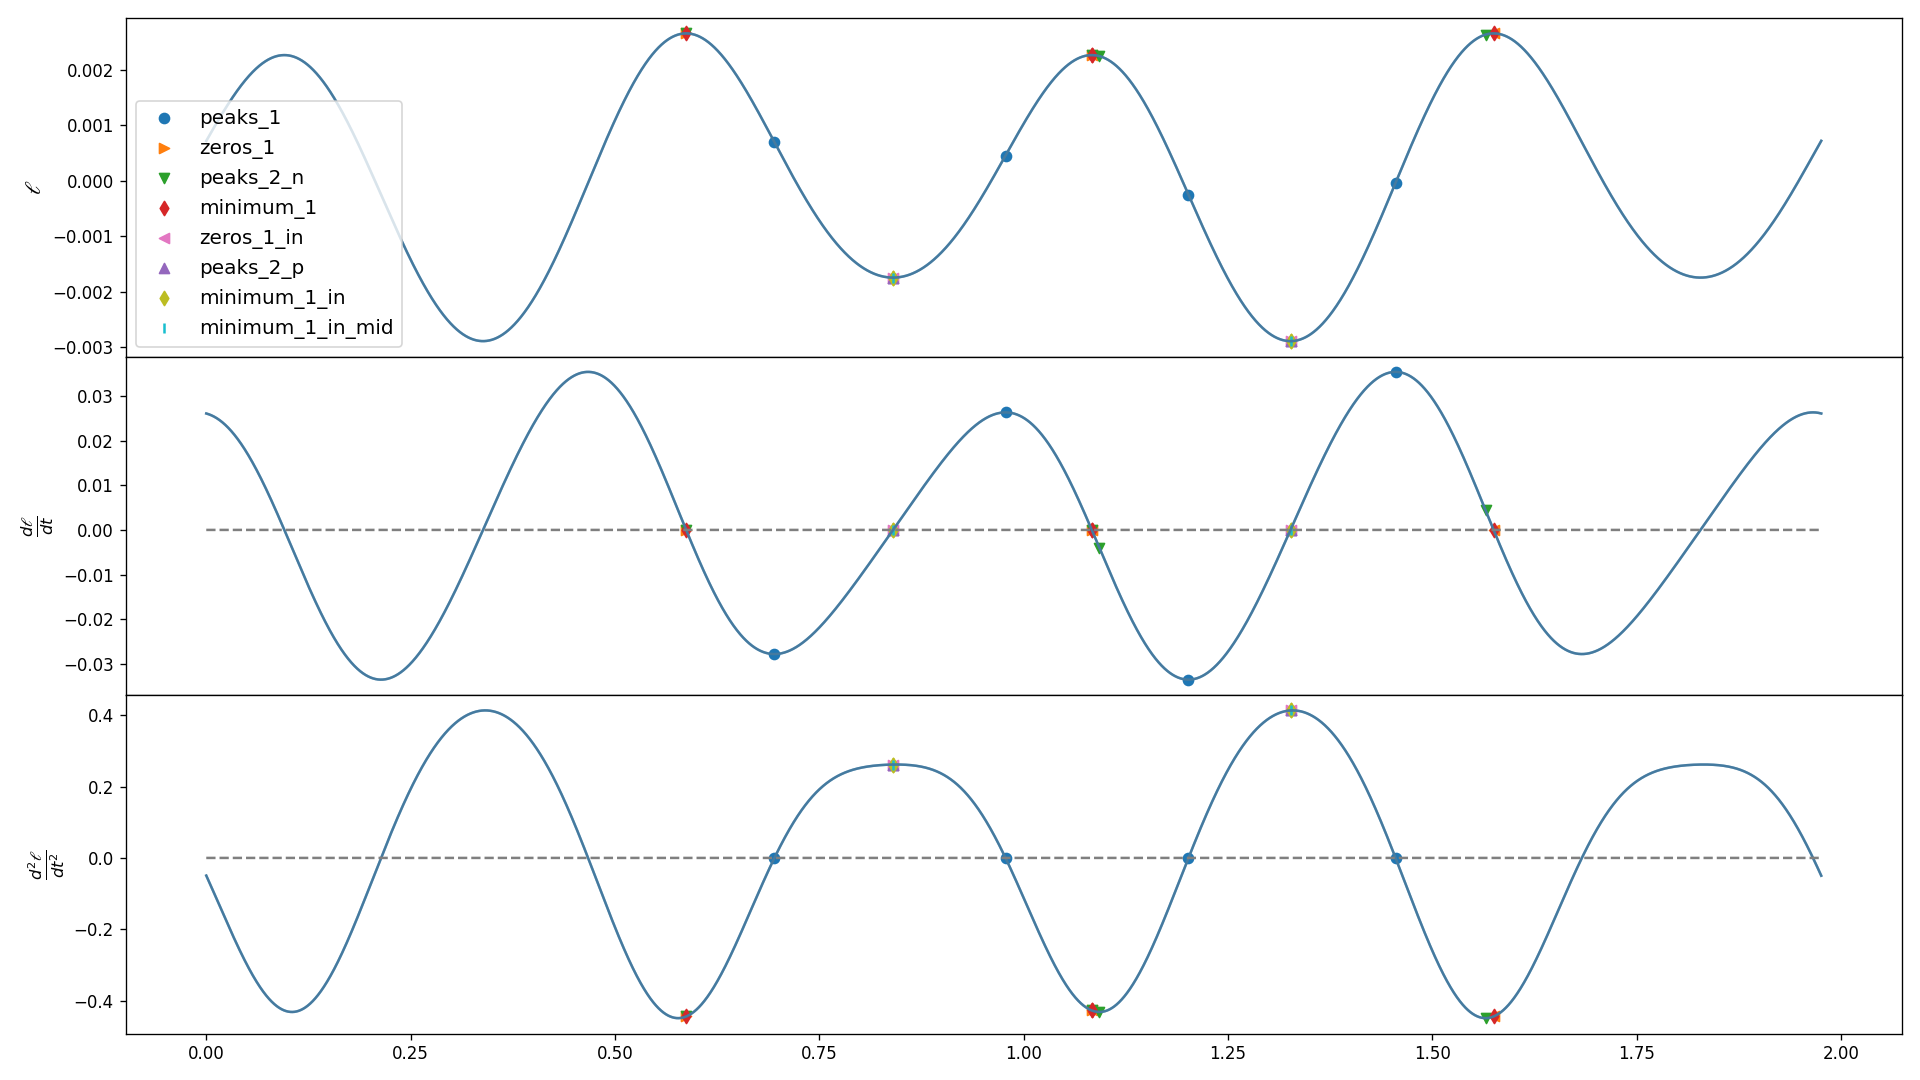 0.002
0.001
0.000
−0.001
−0.002
−0.003
ℓ
peaks_1
zeros_1
peaks_2_n
minimum_1
zeros_1_in
peaks_2_p
minimum_1_in
minimum_1_in_mid
0.03
0.02
0.01
0.00
−0.01
−0.02
−0.03
dℓ
dt
0.4
0.2
0.0
−0.2
−0.4
d²ℓ
dt²
0.00 0.25 0.50 0.75 1.00 1.25 1.50 1.75 2.00